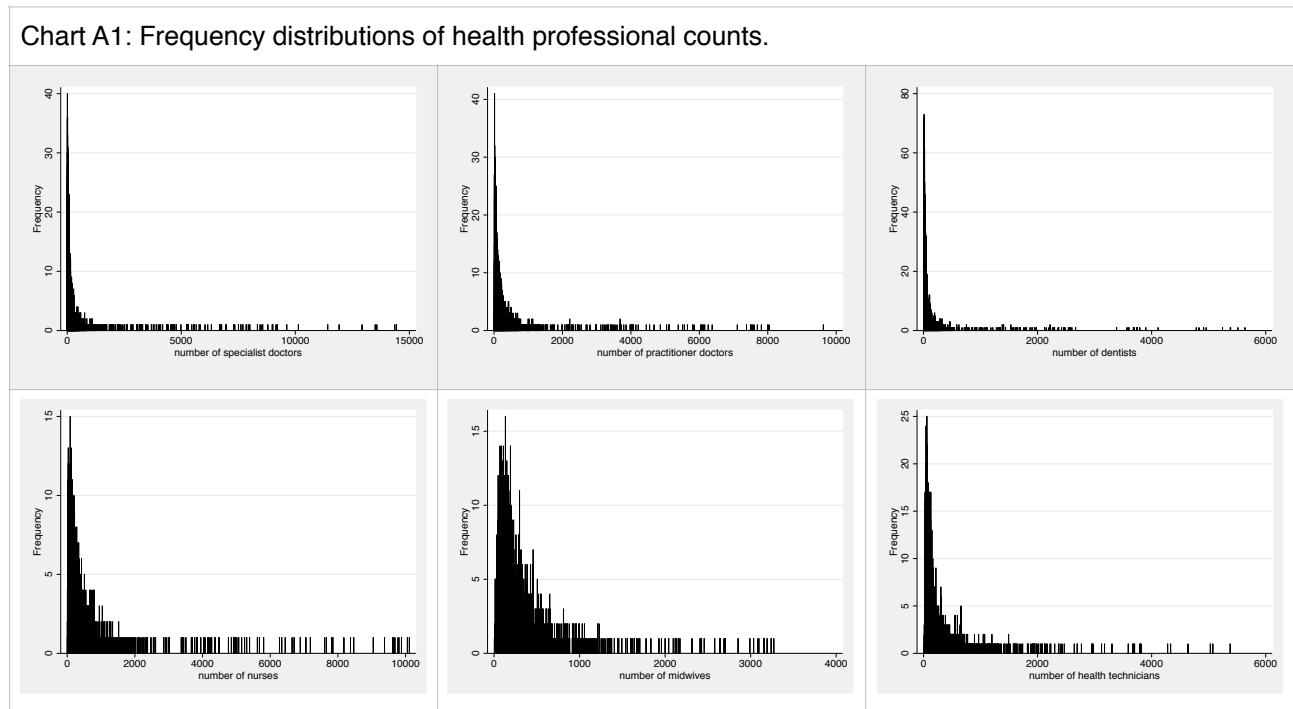 Chart A1: Frequency distributions of health professional counts.
Frequency
0 10 20 30 40
0 5000 10000 15000
number of specialist doctors
Frequency
0 10 20 30 40
0 2000 4000 6000 8000 10000
number of practitioner doctors
Frequency
0 20 40 60 80
0 2000 4000 6000
number of dentists
Frequency
0 5 10 15
0 2000 4000 6000 8000 10000
number of nurses
Frequency
0 5 10 15
0 1000 2000 3000 4000
number of midwives
Frequency
0 5 10 15 20 25
0 2000 4000 6000
number of health technicians